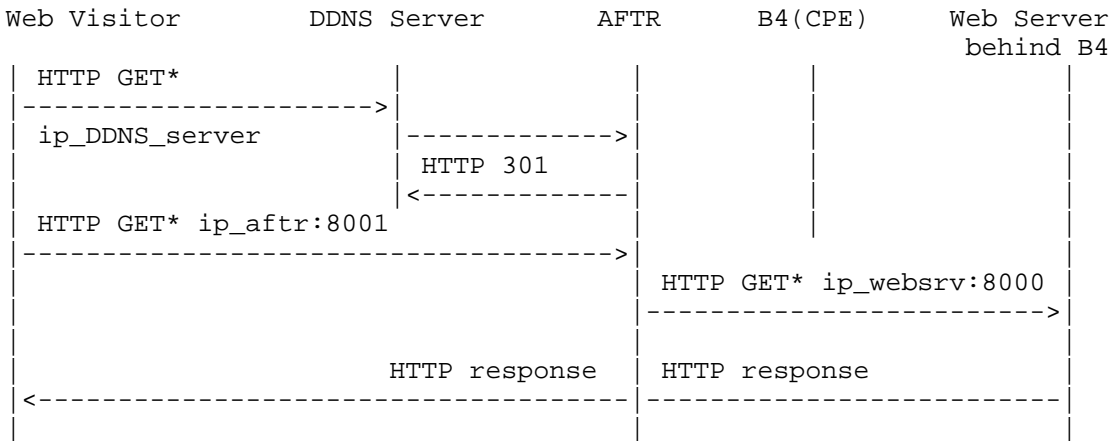 Web Visitor DDNS Server AFTR B4(CPE) Web Server
behind B4
HTTP GET*
ip_DDNS_server
HTTP 301
HTTP GET* ip_aftr:8001
HTTP GET* ip_websrv:8000
HTTP response HTTP response